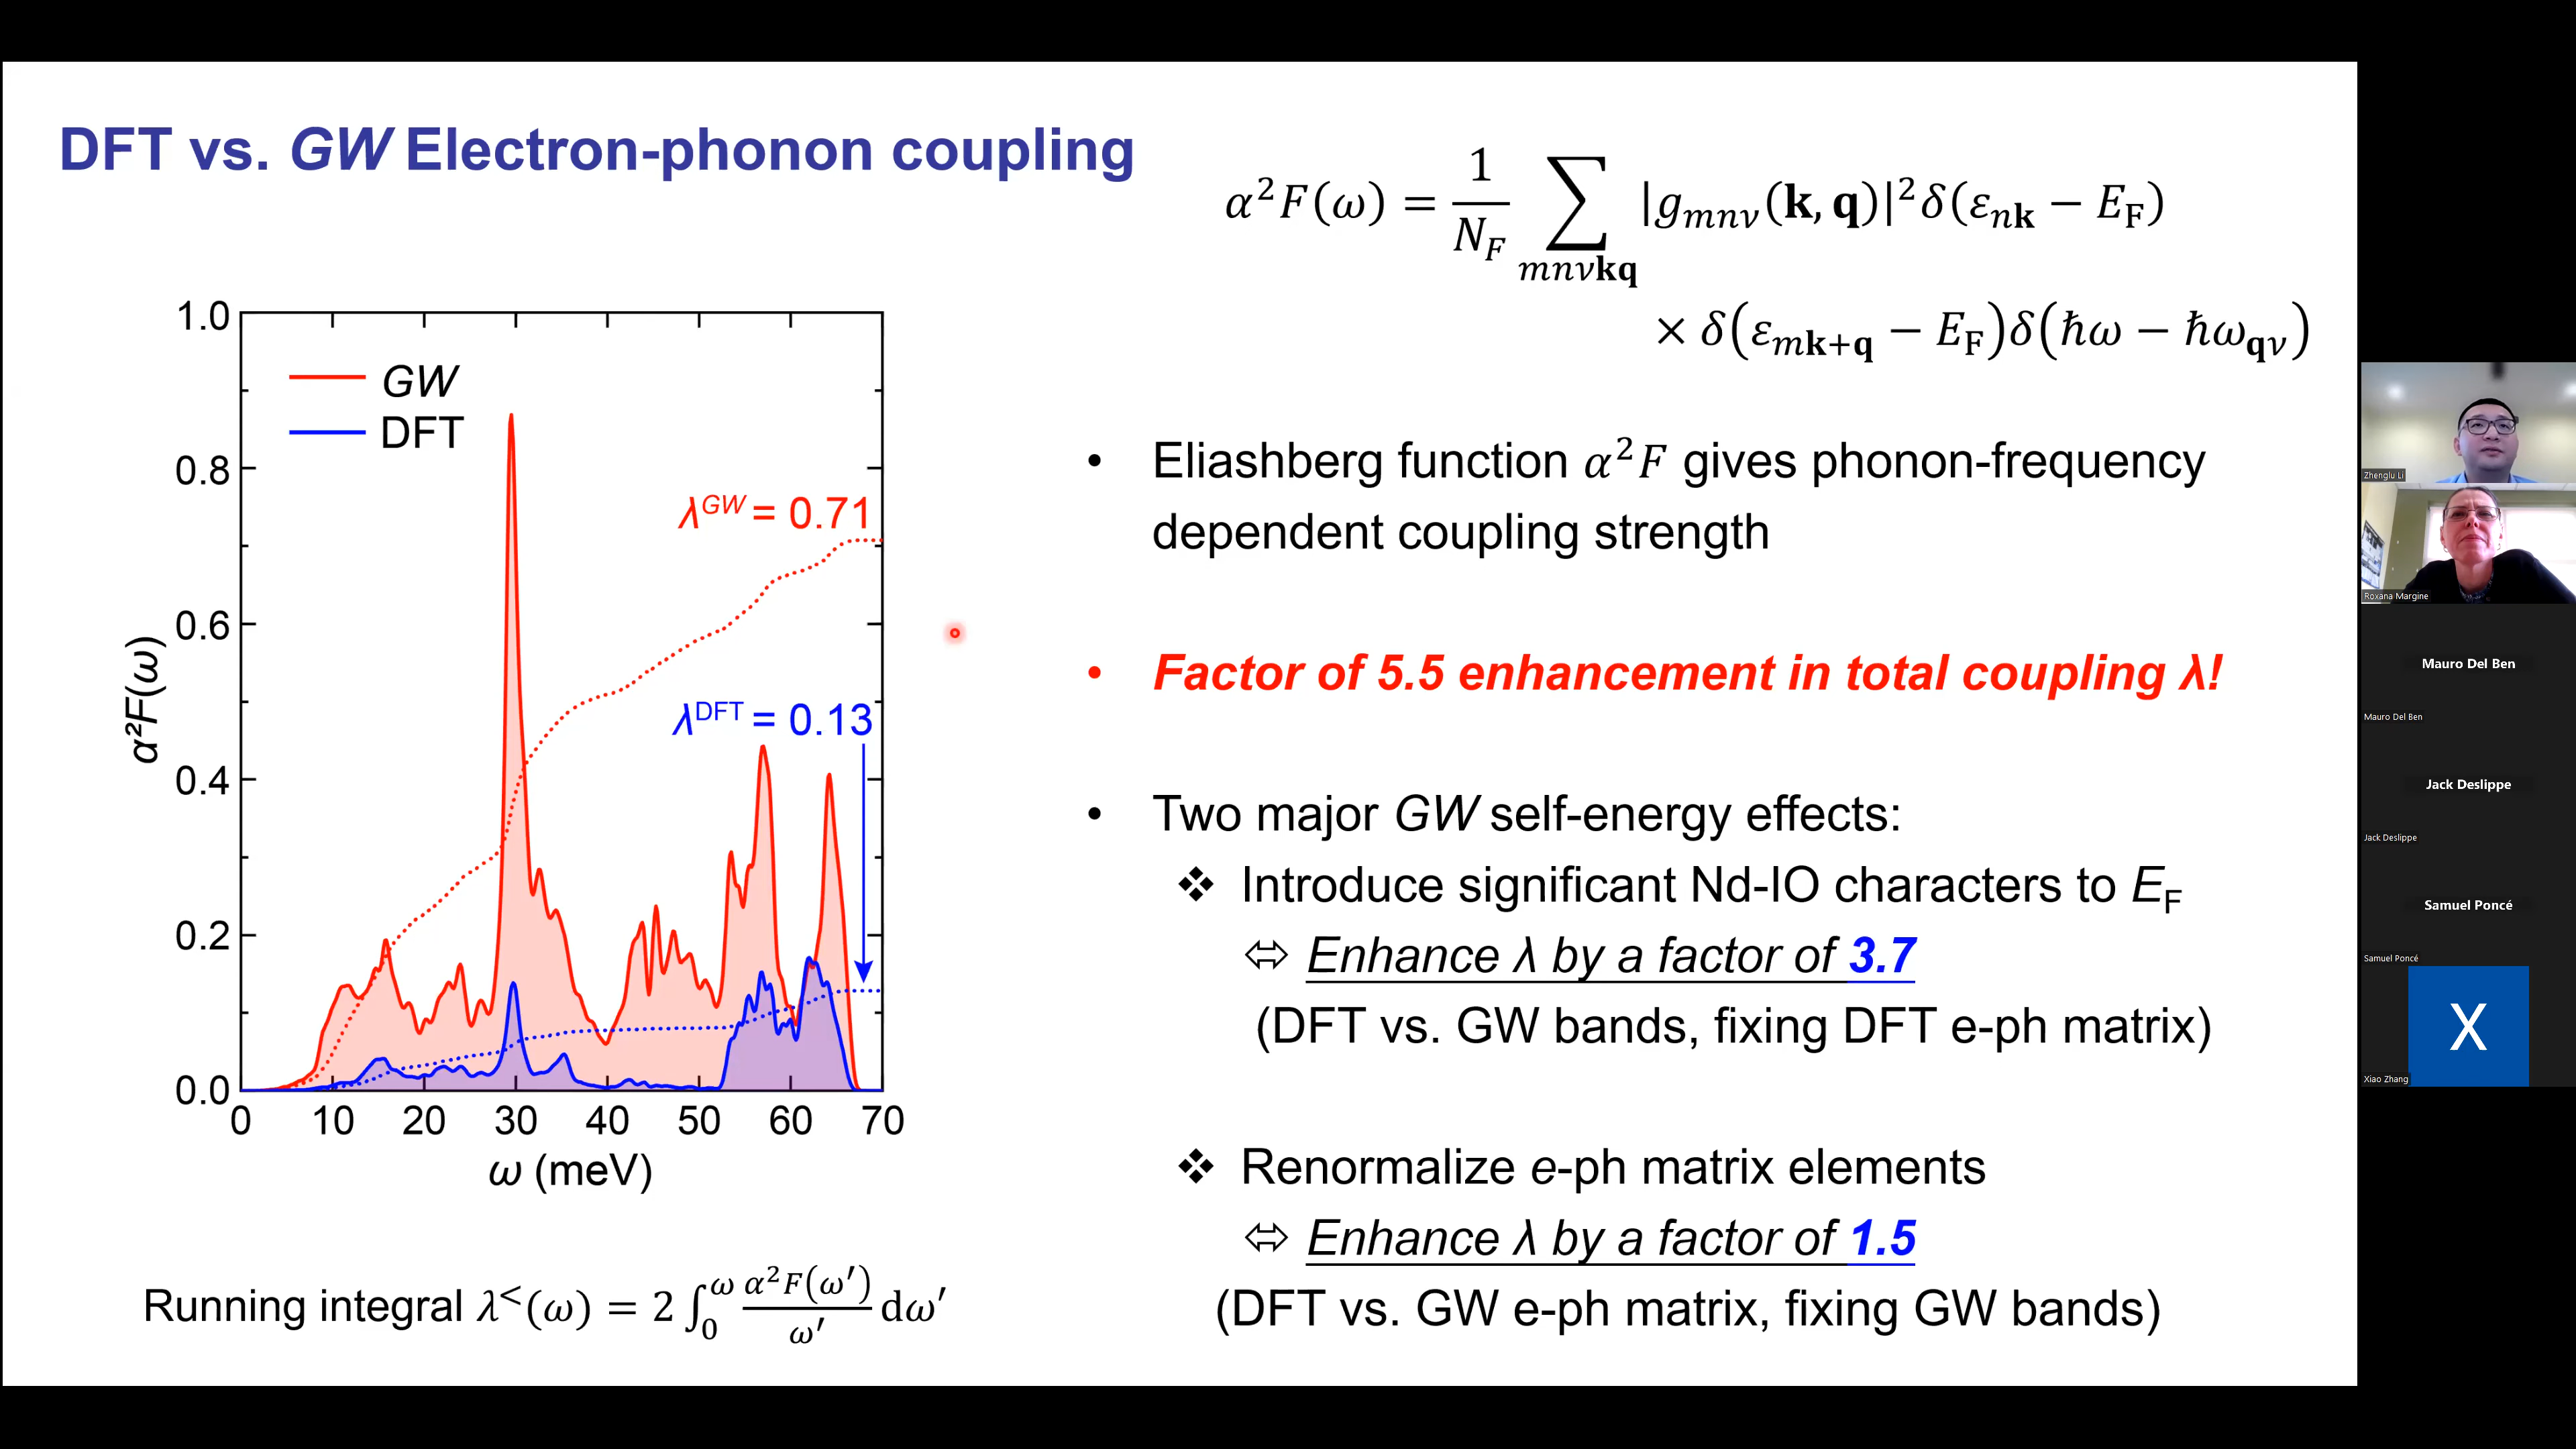 DFT vs. GW Electron-phonon coupling
α²F(ω) = 1/N_F ∑_{mnν𝐤𝐪} |g_{mnν}(𝐤, 𝐪)|² δ(ε_{n𝐤} − E_F)
× δ(ε_{m𝐤+𝐪} − E_F)δ(ħω − ħω_{𝐪ν})
1.0
0.8
0.6
0.4
0.2
0.0
α²F(ω)
GW
DFT
λ^GW = 0.71
λ^DFT = 0.13
0 10 20 30 40 50 60 70
ω (meV)
Running integral λ^<(ω) = 2 ∫_0^ω α²F(ω′)/ω′ dω′
• Eliashberg function α²F gives phonon-frequency
dependent coupling strength
• Factor of 5.5 enhancement in total coupling λ!
• Two major GW self-energy effects:
❖ Introduce significant Nd-IO characters to E_F
⬄ Enhance λ by a factor of 3.7
(DFT vs. GW bands, fixing DFT e-ph matrix)
❖ Renormalize e-ph matrix elements
⬄ Enhance λ by a factor of 1.5
(DFT vs. GW e-ph matrix, fixing GW bands)
Zhenglu Li
Roxana Margine
Mauro Del Ben
Mauro Del Ben
Jack Deslippe
Jack Deslippe
Samuel Poncé
Samuel Poncé
X
Xiao Zhang